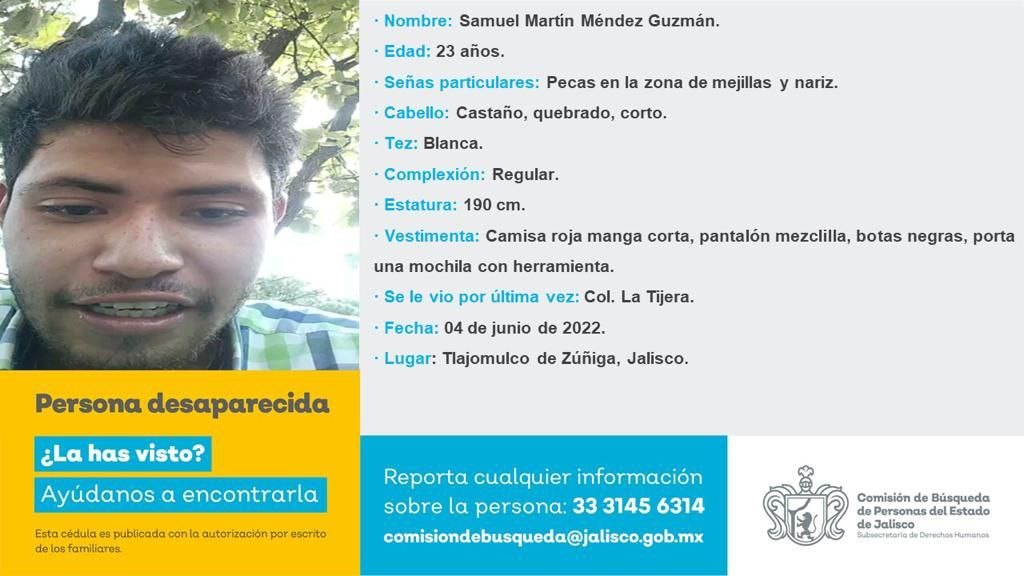 · Nombre: Samuel Martín Méndez Guzmán.
· Edad: 23 años.
· Señas particulares: Pecas en la zona de mejillas y nariz.
· Cabello: Castaño, quebrado, corto.
· Tez: Blanca.
· Complexión: Regular.
· Estatura: 190 cm.
· Vestimenta: Camisa roja manga corta, pantalón mezclilla, botas negras, porta
una mochila con herramienta.
· Se le vio por última vez: Col. La Tijera.
· Fecha: 04 de junio de 2022.
· Lugar: Tlajomulco de Zúñiga, Jalisco.
Persona desaparecida
¿La has visto?
Ayúdanos a encontrarla
Esta cédula es publicada con la autorización por escrito
de los familiares.
Reporta cualquier información
sobre la persona: 33 3145 6314
comisiondebusqueda@jalisco.gob.mx
Comisión de Búsqueda
de Personas del Estado
de Jalisco
Subsecretaría de Derechos Humanos